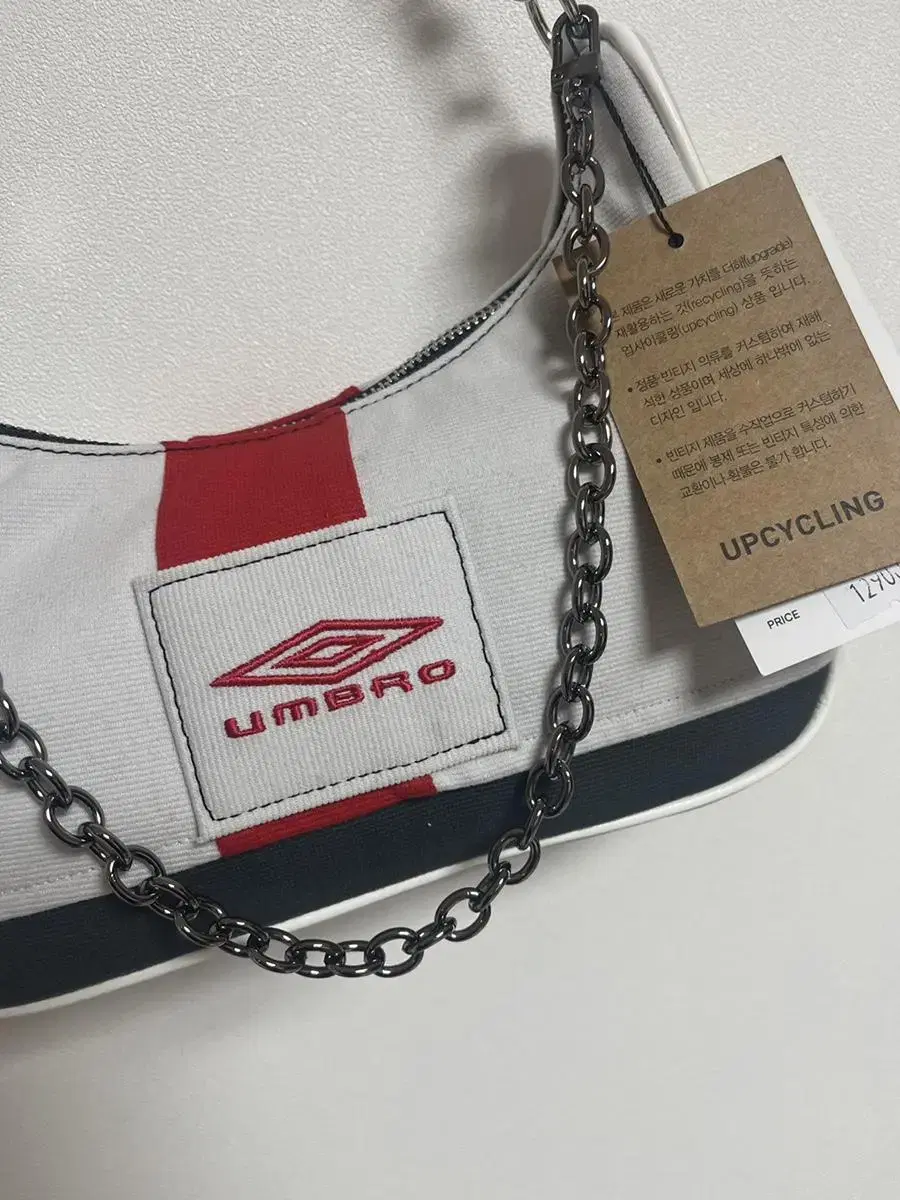 본 제품은 새로운 가치를 더해(upgrade)
재활용하는 것(recycling)을 뜻하는
업사이클링(upcycling) 상품 입니다.
• 정품 빈티지 의류를 커스텀하여 재해
석한 상품이며 세상에 하나밖에 없는
디자인 입니다.
• 빈티지 제품을 수작업으로 커스텀하기
때문에 봉제 또는 빈티지 특성에 의한
교환이나 환불은 불가 합니다.
UPCYCLING
PRICE
UMBRO